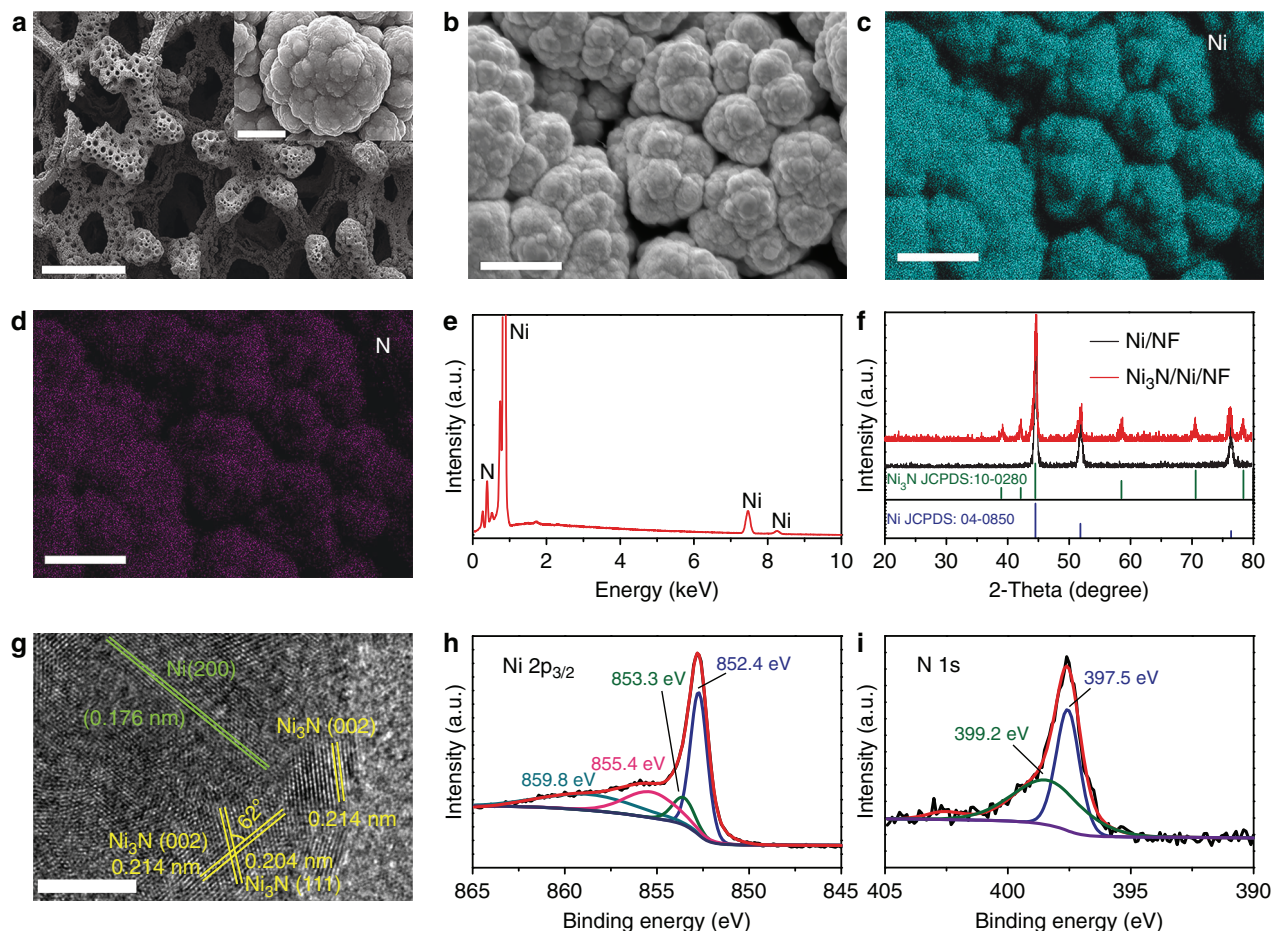 a
b
c
Ni
d
N
e
Ni
N
Ni
Ni
Intensity (a.u.)
0 2 4 6 8 10
Energy (keV)
f
Ni/NF
Ni₃N/Ni/NF
Ni₃N JCPDS:10-0280
Ni JCPDS: 04-0850
Intensity (a.u.)
20 30 40 50 60 70 80
2-Theta (degree)
g
Ni(200)
(0.176 nm)
Ni₃N (002)
0.214 nm
62°
Ni₃N (002)
0.214 nm
0.204 nm
Ni₃N (111)
h
Ni 2p₃/₂
852.4 eV
853.3 eV
855.4 eV
859.8 eV
Intensity (a.u.)
865 860 855 850 845
Binding energy (eV)
i
N 1s
397.5 eV
399.2 eV
Intensity (a.u.)
405 400 395 390
Binding energy (eV)